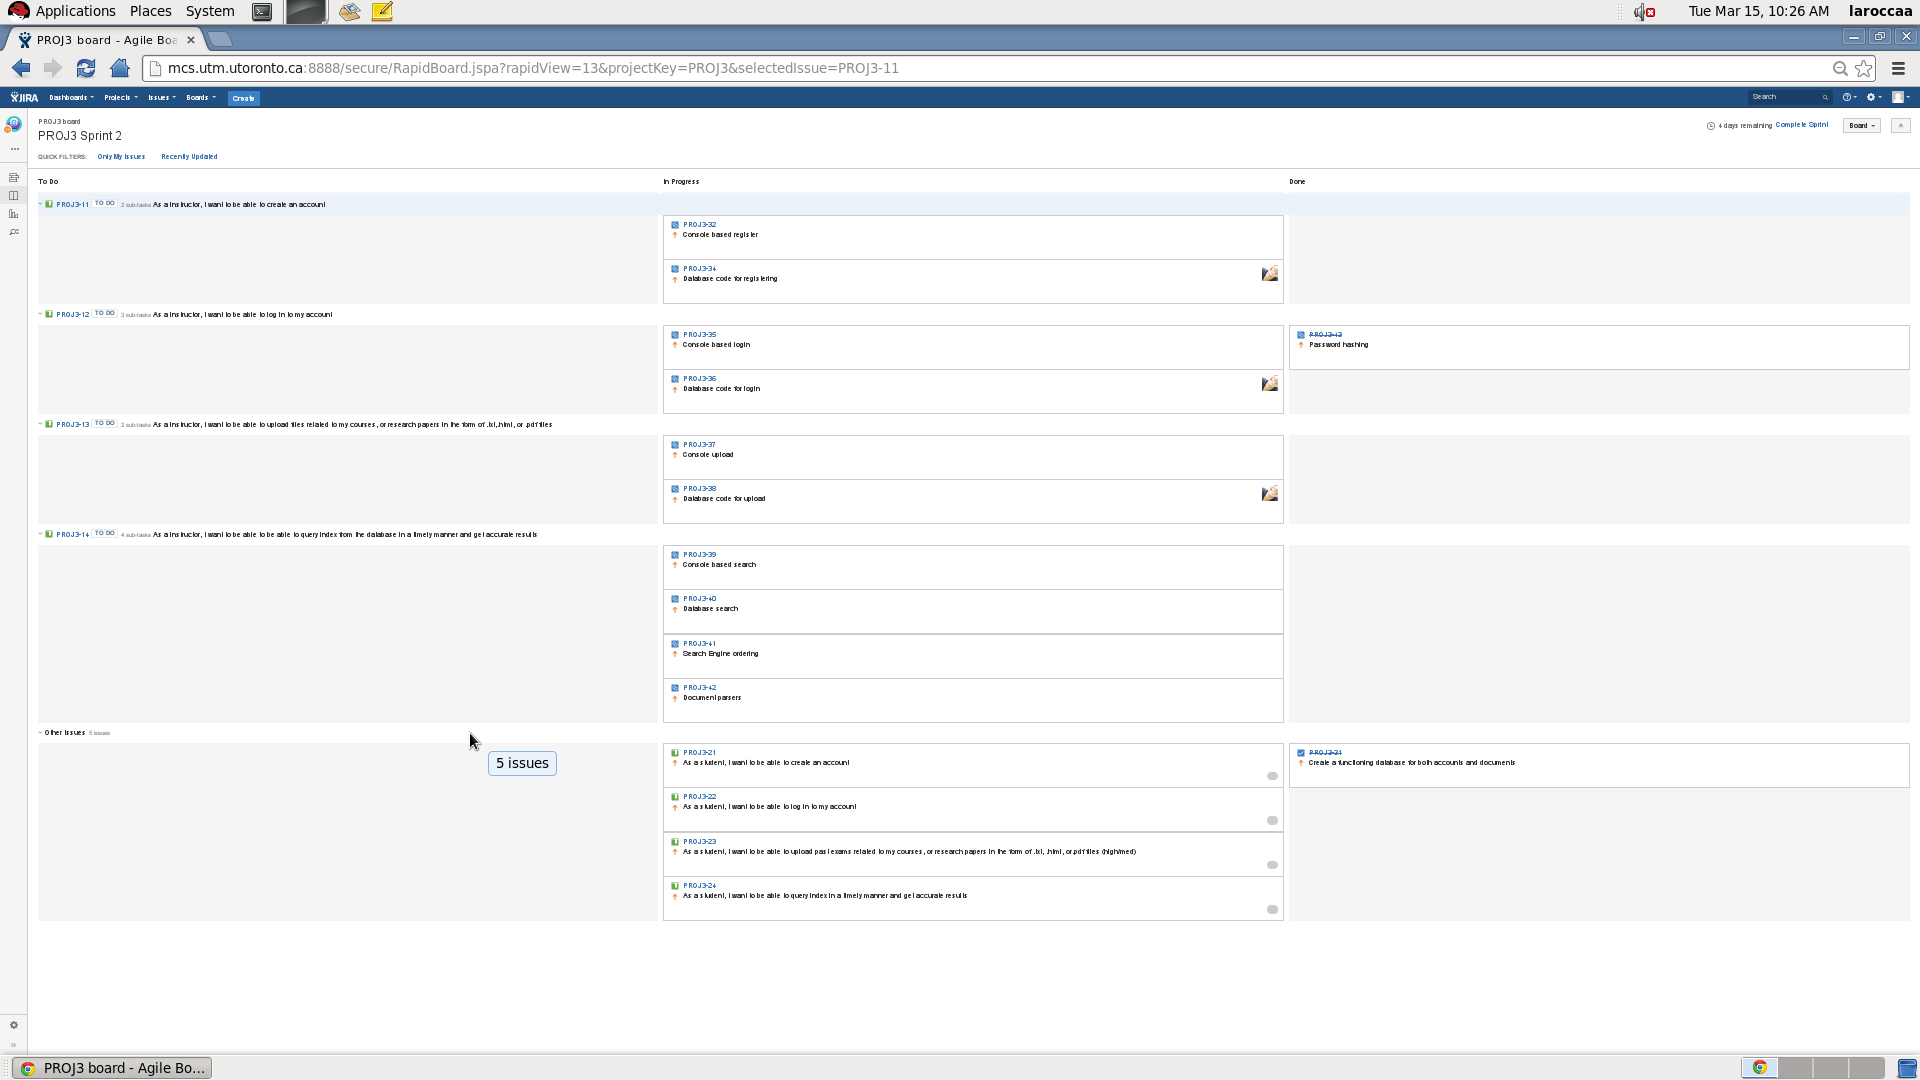 Applications Places System
Tue Mar 15, 10:26 AM laroccaa
PROJ3 board - Agile Boa
mcs.utm.utoronto.ca:8888/secure/RapidBoard.jspa?rapidView=13&projectKey=PROJ3&selectedIssue=PROJ3-11
JIRA Dashboards Projects Issues Boards Create Search
PROJ3 board
PROJ3 Sprint 2
4 days remaining Complete Sprint Board
QUICK FILTERS: Only My Issues Recently Updated
To Do In Progress Done
PROJ3-11 TO DO 2 sub-tasks As a instructor, I want to be able to create an account
PROJ3-32
Console based register
PROJ3-34
Database code for registering
PROJ3-12 TO DO 3 sub-tasks As a instructor, I want to be able to log in to my account
PROJ3-35
Console based login
PROJ3-43
Password hashing
PROJ3-36
Database code for login
PROJ3-13 TO DO 2 sub-tasks As a instructor, I want to be able to upload files related to my courses, or research papers in the form of .txt,.html, or .pdf files
PROJ3-37
Console upload
PROJ3-38
Database code for upload
PROJ3-14 TO DO 4 sub-tasks As a instructor, I want to be able to be able to query index from the database in a timely manner and get accurate results
PROJ3-39
Console based search
PROJ3-40
Database search
PROJ3-41
Search Engine ordering
PROJ3-42
Document parsers
Other Issues 5 issues
5 issues
PROJ3-21
As a student, I want to be able to create an account
PROJ3-31
Create a functioning database for both accounts and documents
PROJ3-22
As a student, I want to be able to log in to my account
PROJ3-23
As a student, I want to be able to upload past exams related to my courses, or research papers in the form of .txt, .html, or.pdf files (high/med)
PROJ3-24
As a student, I want to be able to query index in a timely manner and get accurate results
PROJ3 board - Agile Bo...